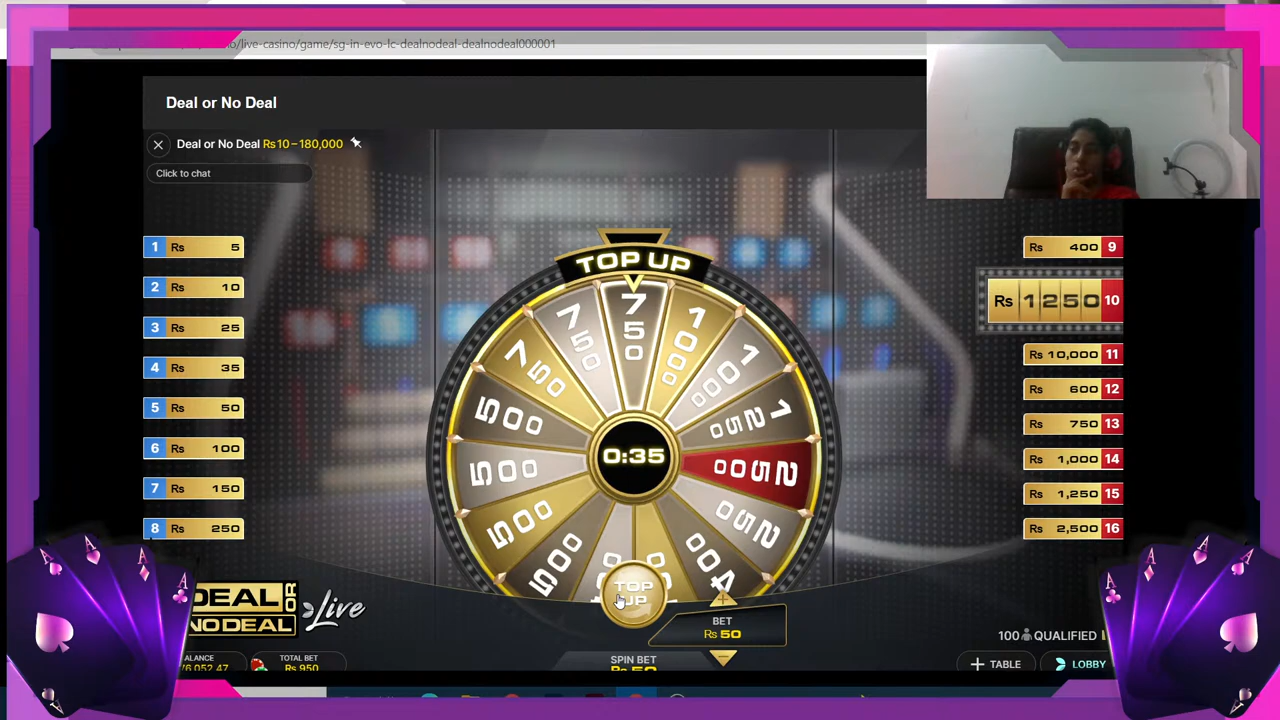 /live-casino/game/sg-in-evo-lc-dealnodeal-dealnodeal000001
Deal or No Deal
Deal or No Deal Rs10–180,000
Click to chat
1 Rs 5
2 Rs 10
3 Rs 25
4 Rs 35
5 Rs 50
6 Rs 100
7 Rs 150
8 Rs 250
TOP UP
750
1000
1000
1250
2500
250
400
500
500
500
500
750
750
0:35
TOP UP
Rs 400 9
Rs 1250 10
Rs 10,000 11
Rs 600 12
Rs 750 13
Rs 1,000 14
Rs 1,250 15
Rs 2,500 16
DEAL OR
NO DEAL Live
BET
Rs 50
SPIN BET
Rs 50
100 QUALIFIED
TOTAL BET
Rs 950
TABLE
LOBBY
A
A
A
A
A
A
A
A